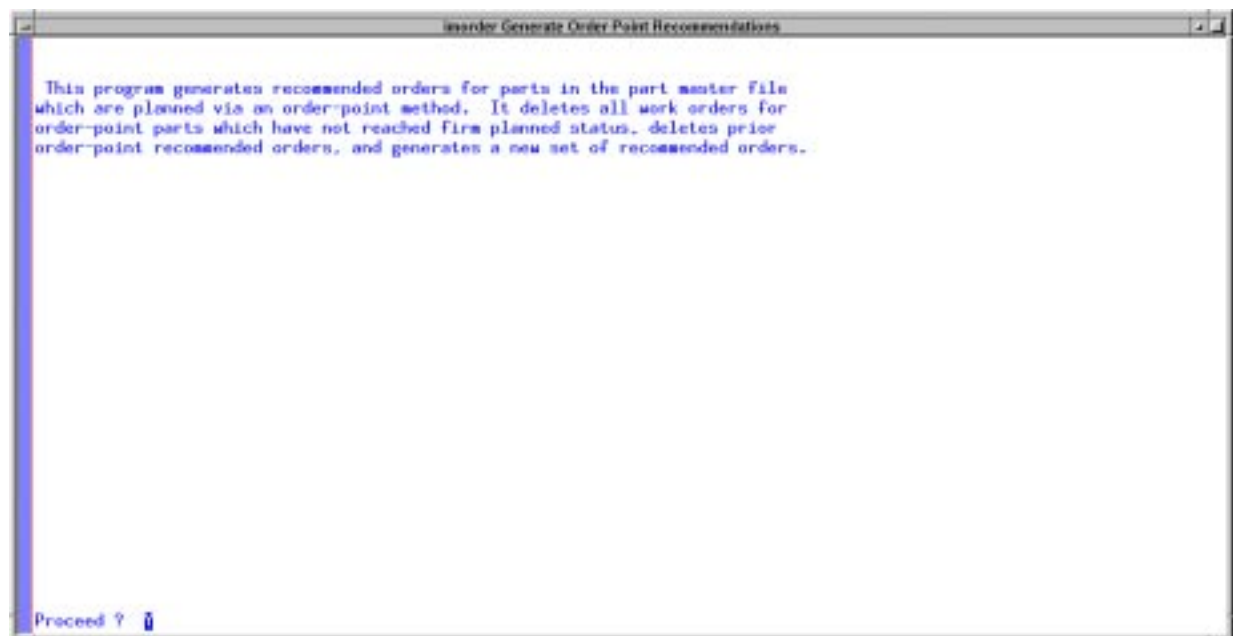 imorder Generate Order Point Recommendations
This program generates recommended orders for parts in the part master file
which are planned via an order-point method. It deletes all work orders for
order-point parts which have not reached firm planned status, deletes prior
order-point recommended orders, and generates a new set of recommended orders.
Proceed ?